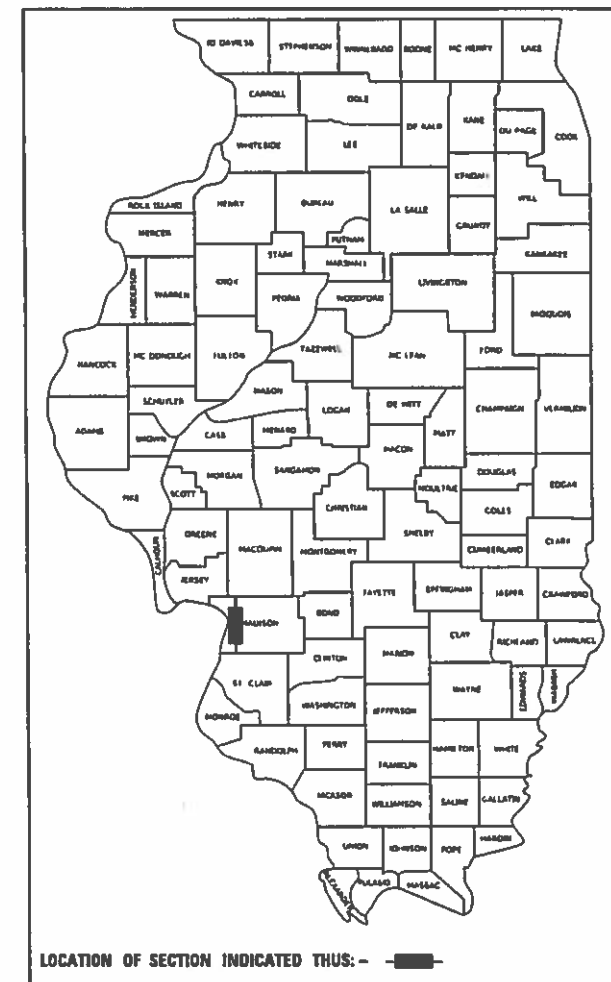 JO DAVIESS STEPHENSON WINNEBAGO BOONE MC HENRY LAKE
CARROLL OGLE DE KALB KANE DU PAGE COOK
WHITESIDE LEE
KENDALL WILL
ROCK ISLAND HENRY BUREAU LA SALLE GRUNDY
MERCER PUTNAM KANKAKEE
STARK MARSHALL LIVINGSTON
HENDERSON WARREN KNOX PEORIA WOODFORD IROQUOIS
HANCOCK MC DONOUGH FULTON TAZEWELL MC LEAN FORD
MASON
SCHUYLER LOGAN DE WITT CHAMPAIGN VERMILION
ADAMS BROWN CASS MENARD PIATT
MORGAN SANGAMON MACON DOUGLAS
PIKE SCOTT CHRISTIAN MOULTRIE EDGAR
COLES
GREENE MACOUPIN MONTGOMERY SHELBY CUMBERLAND CLARK
CALHOUN JERSEY FAYETTE EFFINGHAM JASPER CRAWFORD
MADISON BOND CLAY RICHLAND LAWRENCE
CLINTON MARION
ST CLAIR WAYNE EDWARDS WABASH
MONROE WASHINGTON JEFFERSON
RANDOLPH PERRY HAMILTON WHITE
FRANKLIN
JACKSON WILLIAMSON SALINE GALLATIN
UNION JOHNSON POPE HARDIN
ALEXANDER PULASKI MASSAC
LOCATION OF SECTION INDICATED THUS: -